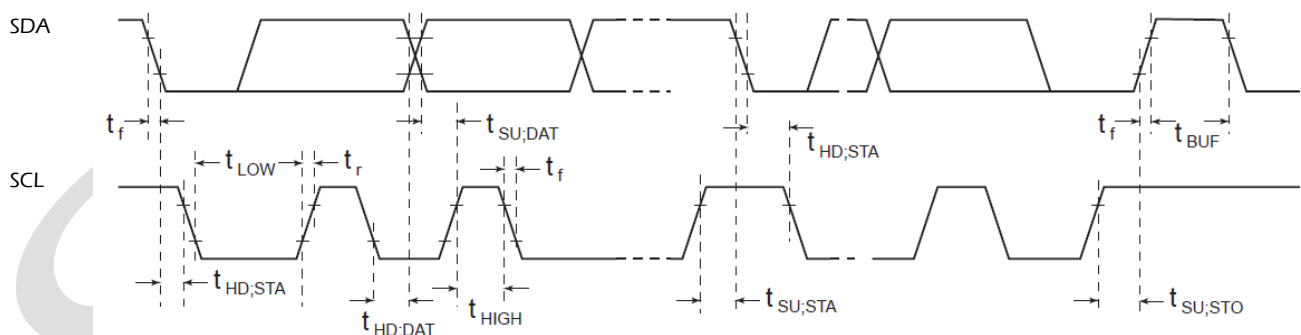 SDA
t_f
t_SU;DAT
t_HD;STA
t_f
t_BUF
t_LOW
t_r
t_f
SCL
t_HD;STA
t_HD;DAT
t_HIGH
t_SU;STA
t_SU;STO